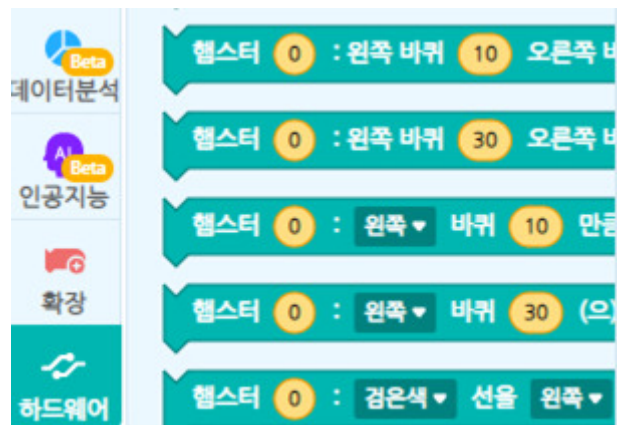 Beta
데이터분석
AI
Beta
인공지능
확장
하드웨어
햄스터 0 : 왼쪽 바퀴 10 오른쪽
햄스터 0 : 왼쪽 바퀴 30 오른쪽
햄스터 0 : 왼쪽 ▼ 바퀴 10 만큼
햄스터 0 : 왼쪽 ▼ 바퀴 30 (으)
햄스터 0 : 검은색 ▼ 선을 왼쪽 ▼